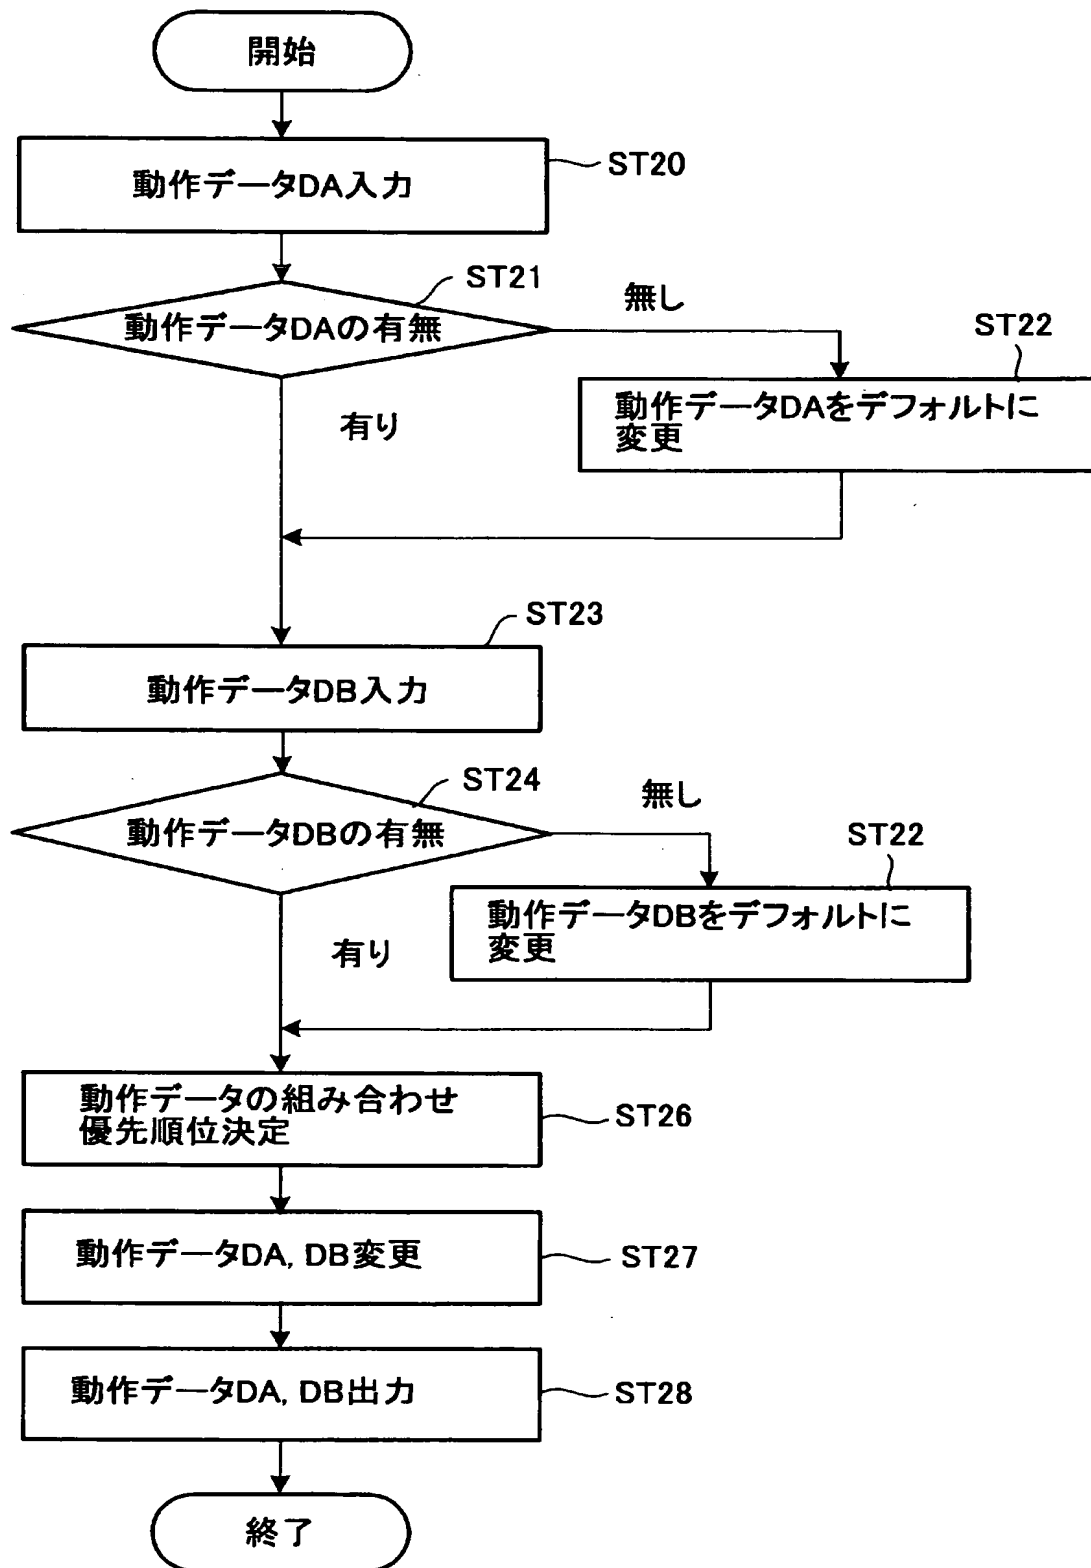 開始
動作データDA入力
ST20
ST21
動作データDAの有無
無し
ST22
動作データDAをデフォルトに
変更
有り
ST23
動作データDB入力
ST24
動作データDBの有無
無し
ST22
動作データDBをデフォルトに
変更
有り
動作データの組み合わせ
優先順位決定
ST26
動作データDA, DB変更
ST27
動作データDA, DB出力
ST28
終了